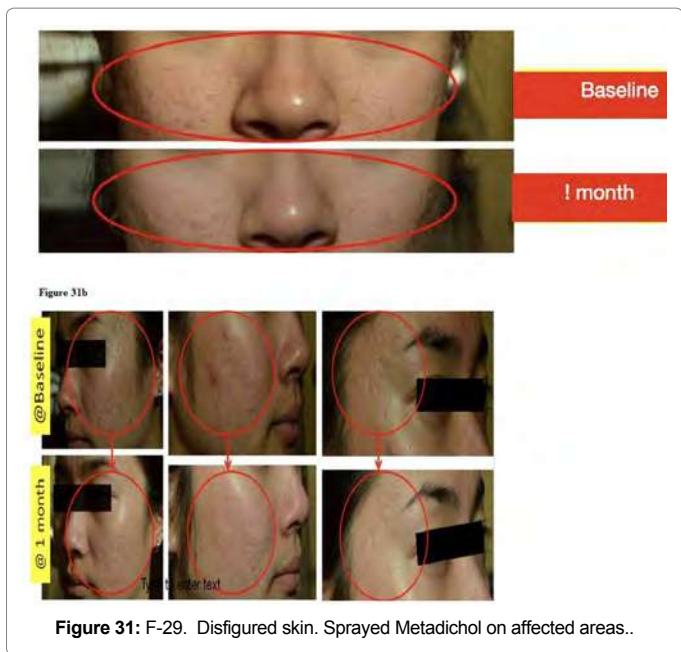 Baseline
! month
Figure 31b
@Baseline
@ 1 month
Type to enter text
Figure 31: F-29. Disfigured skin. Sprayed Metadichol on affected areas..